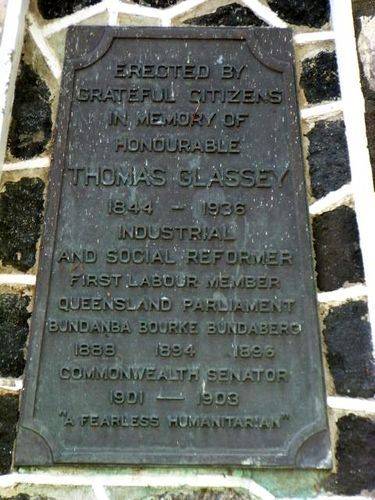 ERECTED BY
GRATEFUL CITIZENS
IN MEMORY OF
HONOURABLE
THOMAS GLASSEY
1844 — 1936
INDUSTRIAL
AND SOCIAL REFORMER
FIRST LABOUR MEMBER
QUEENSLAND PARLIAMENT
BUNDANBA BOURKE BUNDABERG
1888 1894 1896
COMMONWEALTH SENATOR
1901 — 1903
"A FEARLESS HUMANITARIAN"